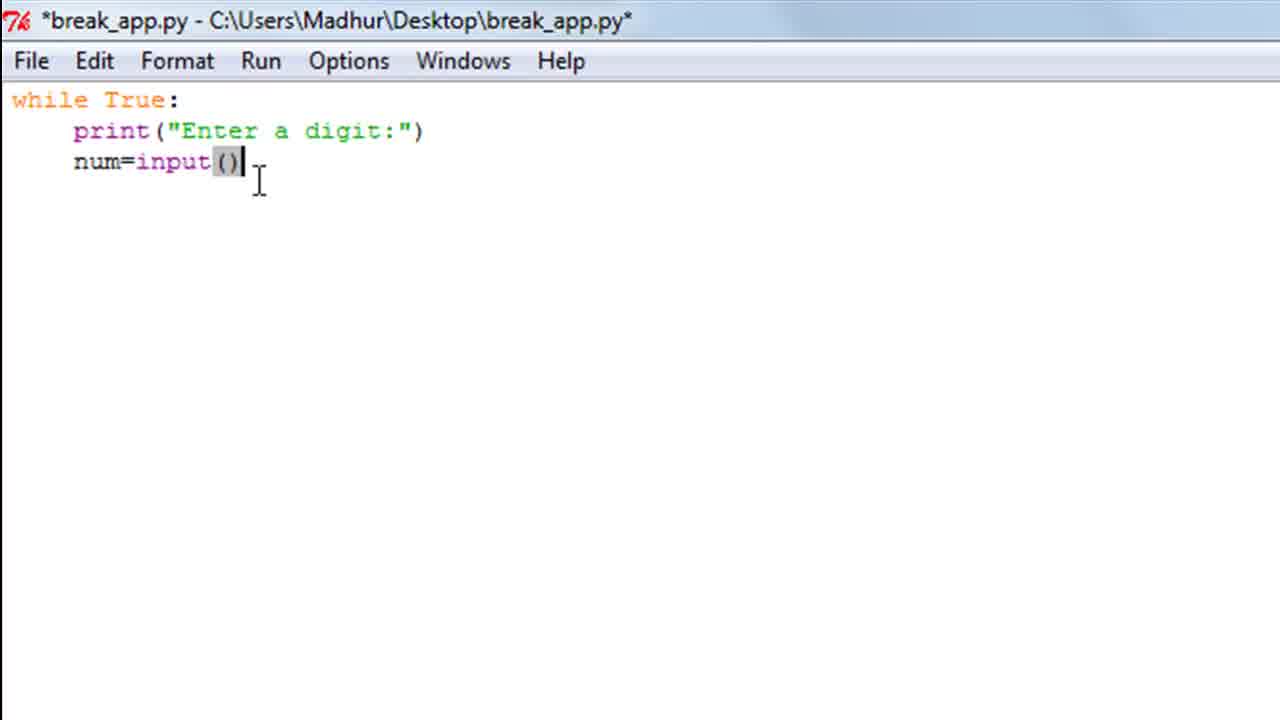 *break_app.py - C:\Users\Madhur\Desktop\break_app.py*
File Edit Format Run Options Windows Help
while True:
    print("Enter a digit:")
    num=input()